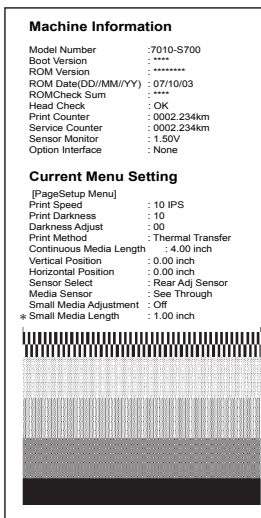 Machine Information
Model Number :7010-S700
Boot Version : ****
ROM Version : ********
ROM Date(DD//MM//YY) : 07/10/03
ROMCheck Sum : ****
Head Check : OK
Print Counter : 0002.234km
Service Counter : 0002.234km
Sensor Monitor : 1.50V
Option Interface : None
Current Menu Setting
[PageSetup Menu]
Print Speed : 10 IPS
Print Darkness : 10
Darkness Adjust : 00
Print Method : Thermal Transfer
Continuous Media Length : 4.00 inch
Vertical Position : 0.00 inch
Horizontal Position : 0.00 inch
Sensor Select : Rear Adj Sensor
Media Sensor : See Through
Small Media Adjustment : Off
* Small Media Length : 1.00 inch